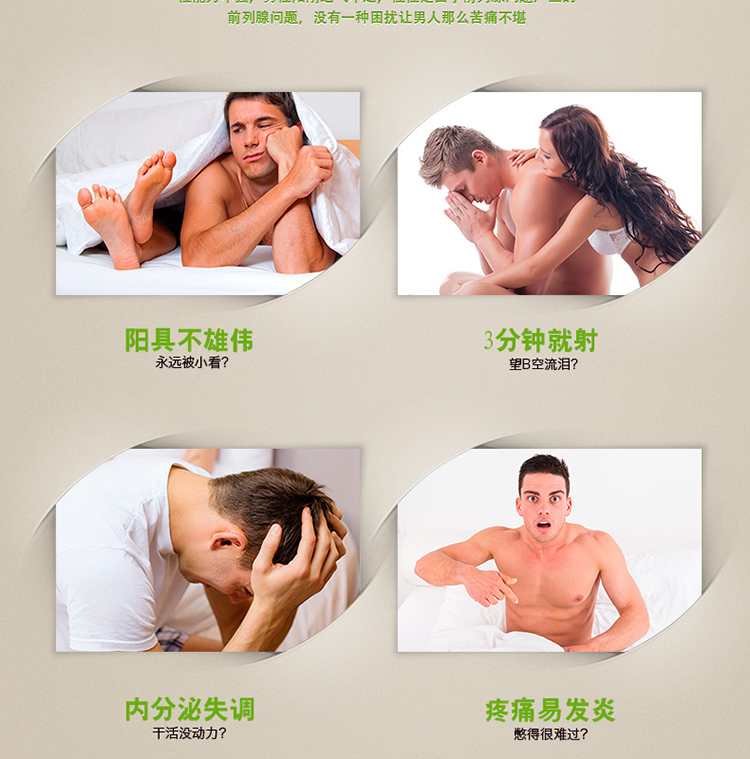 前列腺问题，没有一种困扰让男人那么苦痛不堪
阳具不雄伟
永远被小看?
3分钟就射
望B空流泪?
内分泌失调
干活没动力?
疼痛易发炎
憋得很难过?